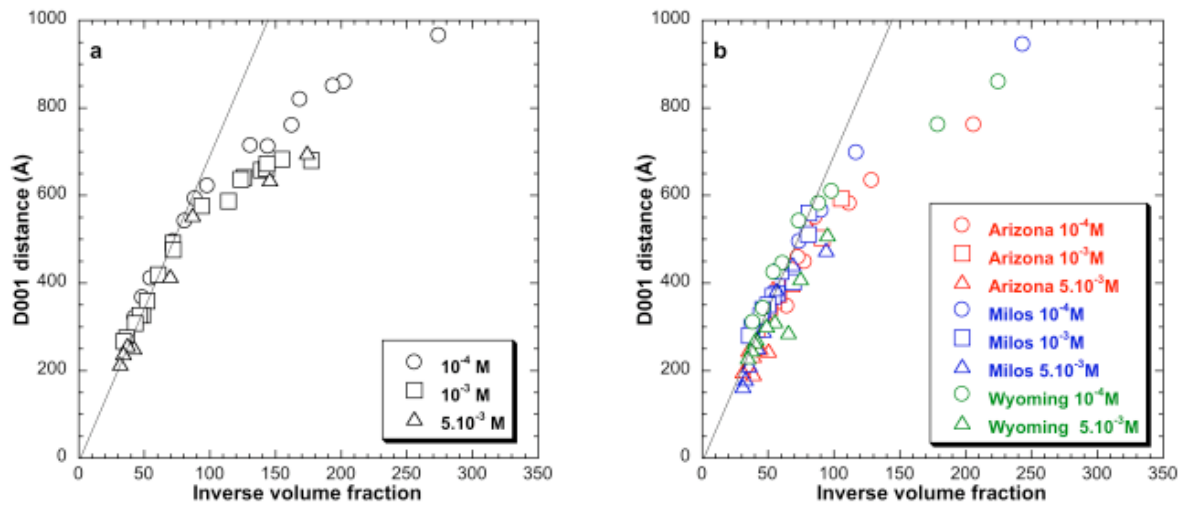 a
D001 distance (Å)
1000
800
600
400
200
0
0 50 100 150 200 250 300 350
Inverse volume fraction
10⁻⁴ M
10⁻³ M
5.10⁻³ M
b
D001 distance (Å)
1000
800
600
400
200
0
0 50 100 150 200 250 300 350
Inverse volume fraction
Arizona 10⁻⁴M
Arizona 10⁻³M
Arizona 5.10⁻³M
Milos 10⁻⁴M
Milos 10⁻³M
Milos 5.10⁻³M
Wyoming 10⁻⁴M
Wyoming 5.10⁻³M